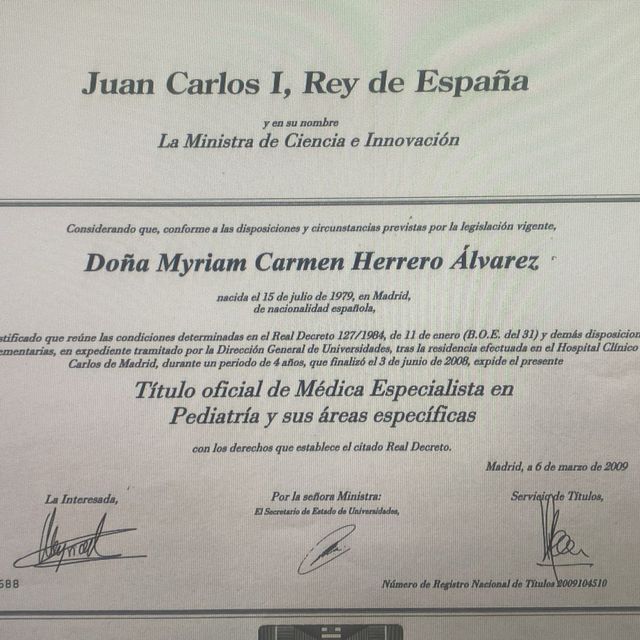 Juan Carlos I, Rey de España
y en su nombre
La Ministra de Ciencia e Innovación
Considerando que, conforme a las disposiciones y circunstancias previstas por la legislación vigente,
Doña Myriam Carmen Herrero Álvarez
nacida el 15 de julio de 1979, en Madrid,
de nacionalidad española,
stificado que reúne las condiciones determinadas en el Real Decreto 127/1984, de 11 de enero (B.O.E. del 31) y demás disposicion
ementarias, en expediente tramitado por la Dirección General de Universidades, tras la residencia efectuada en el Hospital Clínico
Carlos de Madrid, durante un periodo de 4 años, que finalizó el 3 de junio de 2008, expide el presente
Título oficial de Médica Especialista en
Pediatría y sus áreas específicas
con los derechos que establece el citado Real Decreto.
Madrid, a 6 de marzo de 2009
La Interesada,
Por la señora Ministra:
El Secretario de Estado de Universidades,
Servicio de Títulos,
588
Número de Registro Nacional de Títulos 2009104510